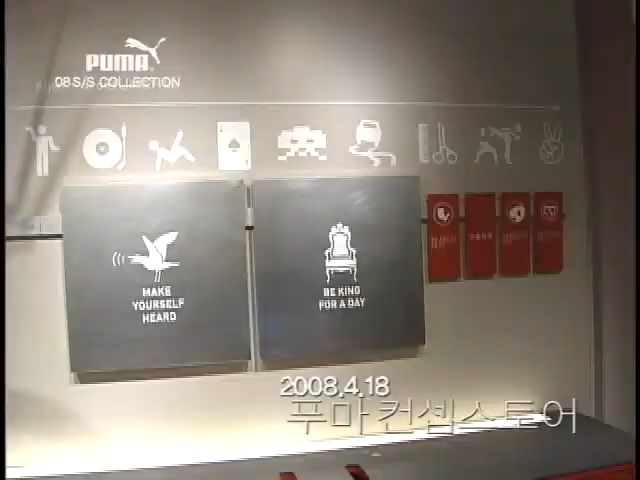 PUMA
08 S/S COLLECTION
MAKE
YOURSELF
HEARD
BE KIND
FOR A DAY
2008.4.18
푸마컨셉스토어